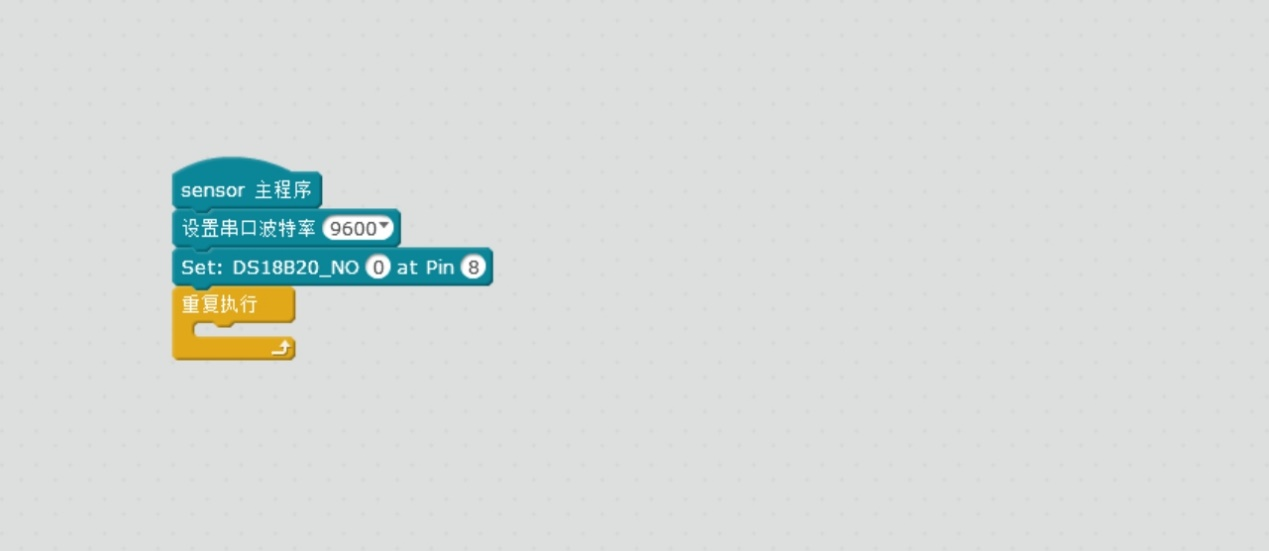 sensor 主程序
设置串口波特率 9600
Set: DS18B20_NO 0 at Pin 8
重复执行